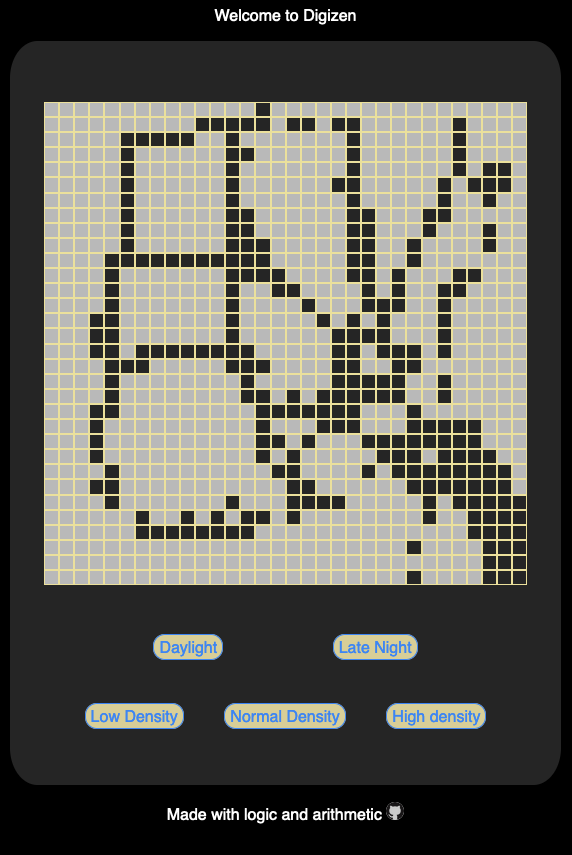 Welcome to Digizen
Daylight Late Night
Low Density Normal Density High density
Made with logic and arithmetic